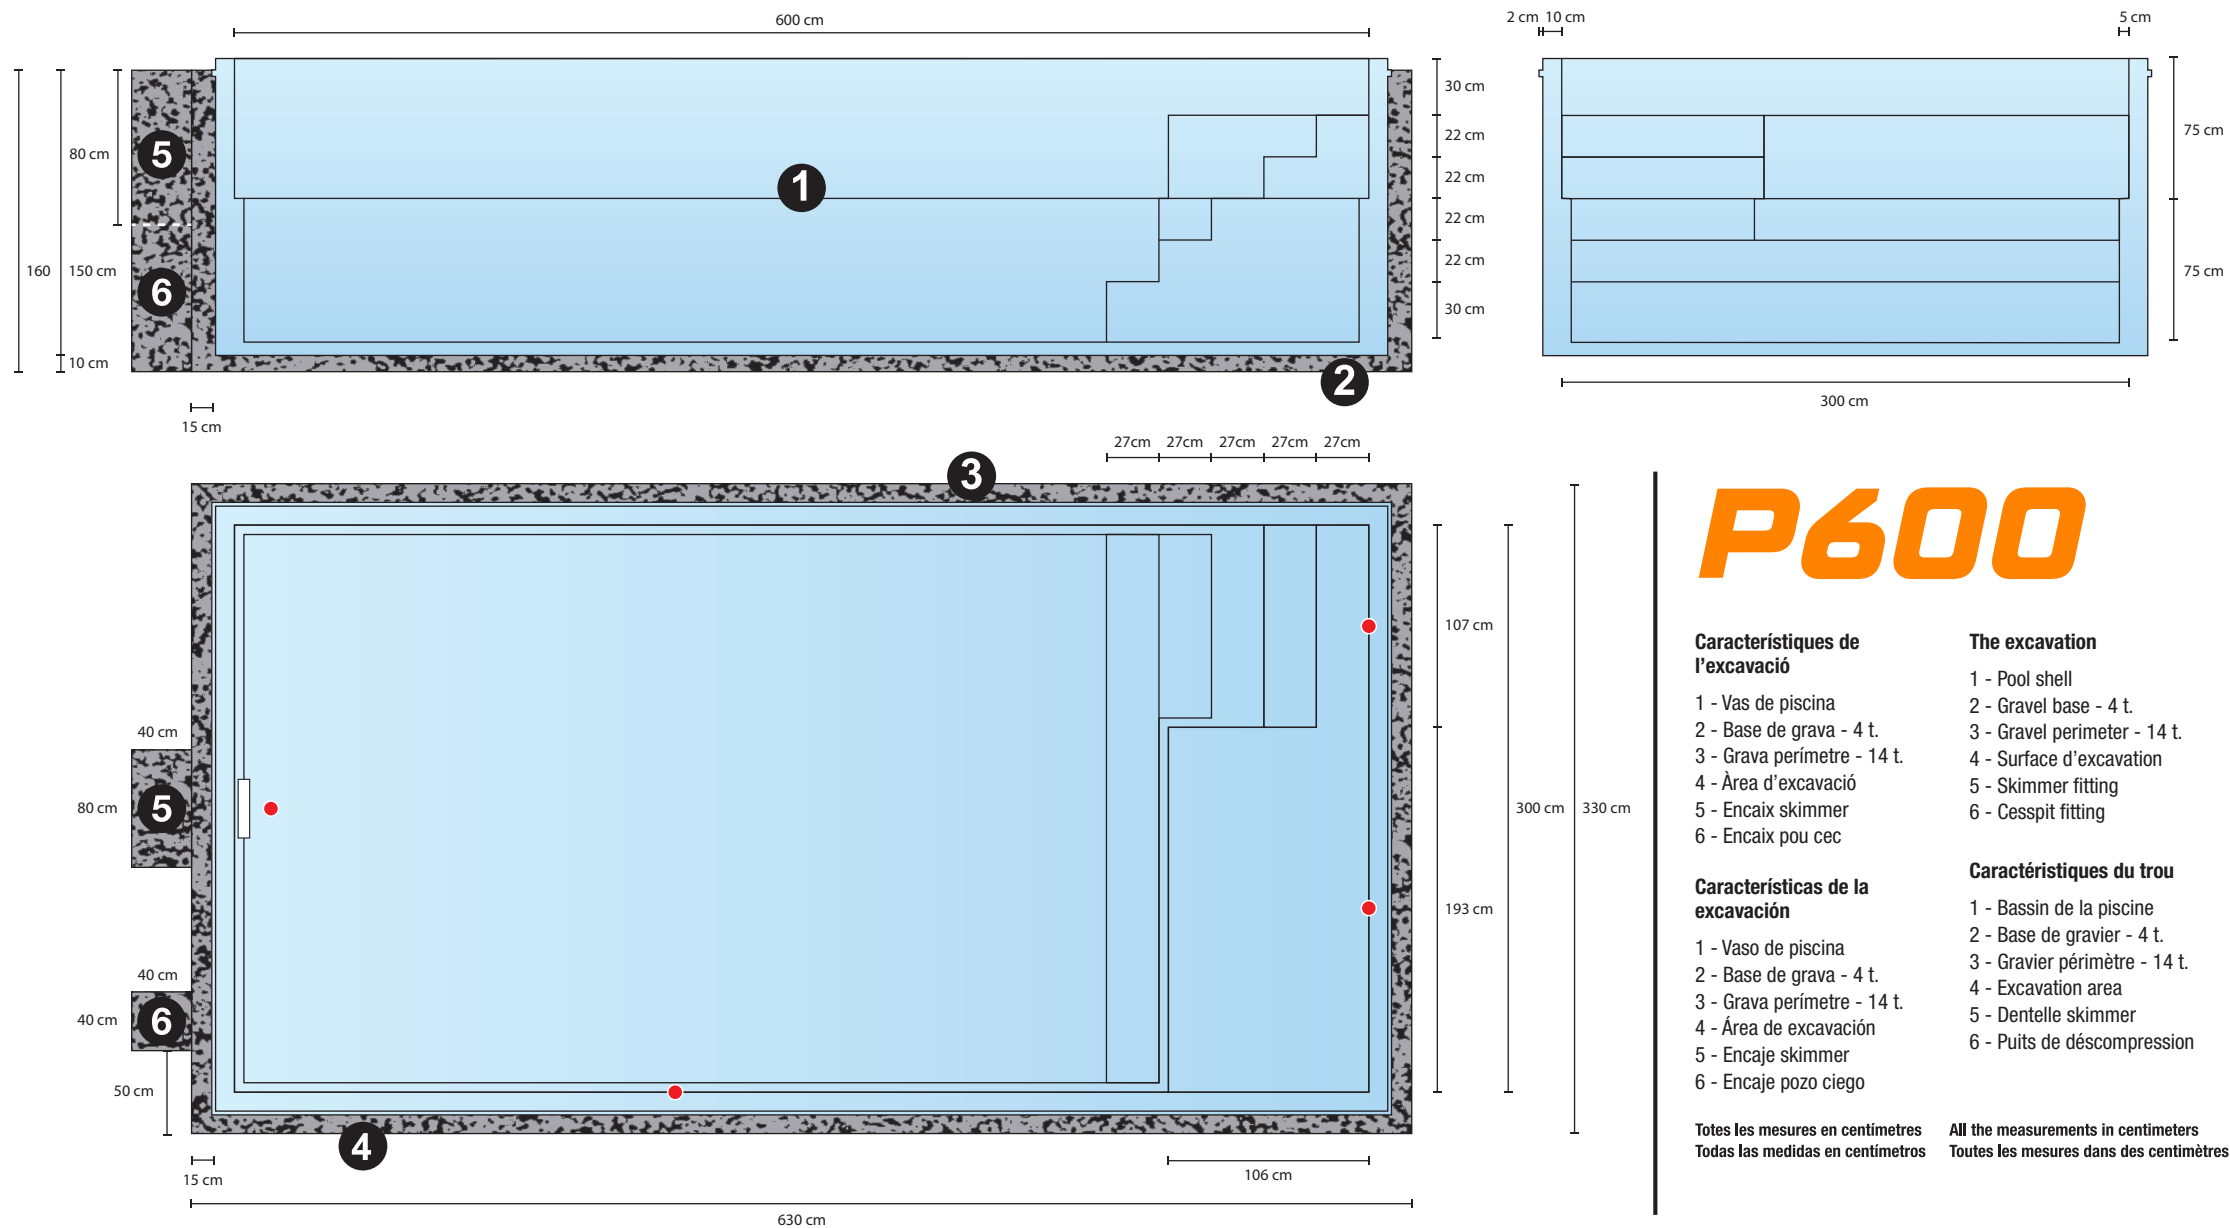 600 cm
2 cm 10 cm
5 cm
30 cm
22 cm
22 cm
22 cm
22 cm
30 cm
5
6
1
2
80 cm
160
150 cm
10 cm
15 cm
75 cm
75 cm
300 cm
27cm 27cm 27cm 27cm 27cm
3
40 cm
80 cm
5
40 cm
40 cm
6
50 cm
4
15 cm
630 cm
106 cm
107 cm
193 cm
300 cm
330 cm
P600
Característiques de
l’excavació
1 - Vas de piscina
2 - Base de grava - 4 t.
3 - Grava perímetre - 14 t.
4 - Àrea d’excavació
5 - Encaix skimmer
6 - Encaix pou cec
Características de la
excavación
1 - Vaso de piscina
2 - Base de grava - 4 t.
3 - Grava perímetre - 14 t.
4 - Área de excavación
5 - Encaje skimmer
6 - Encaje pozo ciego
The excavation
1 - Pool shell
2 - Gravel base - 4 t.
3 - Gravel perimeter - 14 t.
4 - Surface d’excavation
5 - Skimmer fitting
6 - Cesspit fitting
Caractéristiques du trou
1 - Bassin de la piscine
2 - Base de gravier - 4 t.
3 - Gravier périmètre - 14 t.
4 - Excavation area
5 - Dentelle skimmer
6 - Puits de déscompression
Totes les mesures en centímetres
Todas las medidas en centímetros
All the measurements in centimeters
Toutes les mesures dans des centimètres